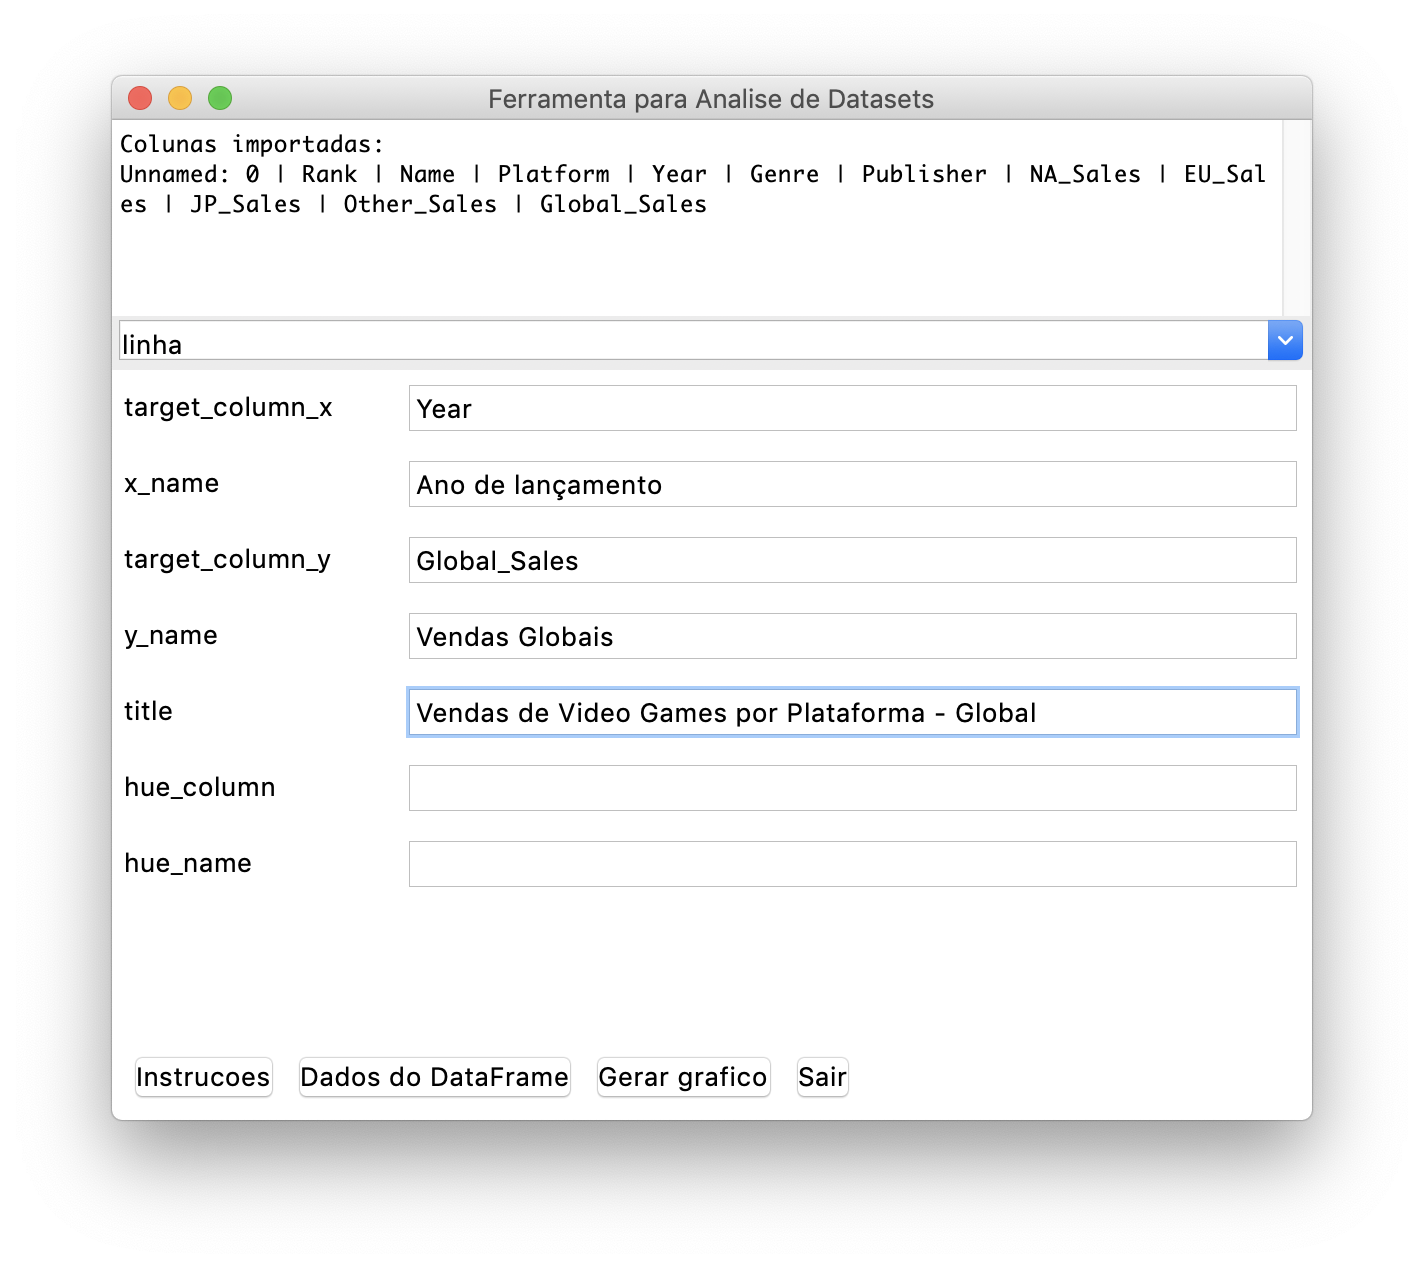 Ferramenta para Analise de Datasets
Colunas importadas:
Unnamed: 0 | Rank | Name | Platform | Year | Genre | Publisher | NA_Sales | EU_Sal
es | JP_Sales | Other_Sales | Global_Sales
linha
target_column_x Year
x_name Ano de lançamento
target_column_y Global_Sales
y_name Vendas Globais
title Vendas de Video Games por Plataforma - Global
hue_column
hue_name
Instrucoes Dados do DataFrame Gerar grafico Sair